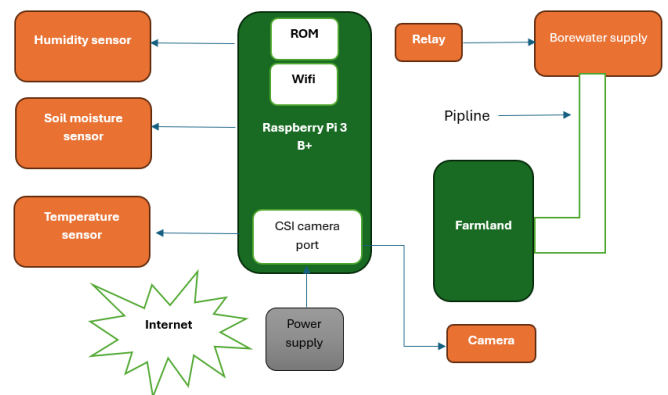 Humidity sensor
ROM
Relay
Borewater supply
Wifi
Soil moisture
sensor
Pipline
Raspberry Pi 3
B+
Temperature
sensor
CSI camera
port
Farmland
Internet
Power
supply
Camera